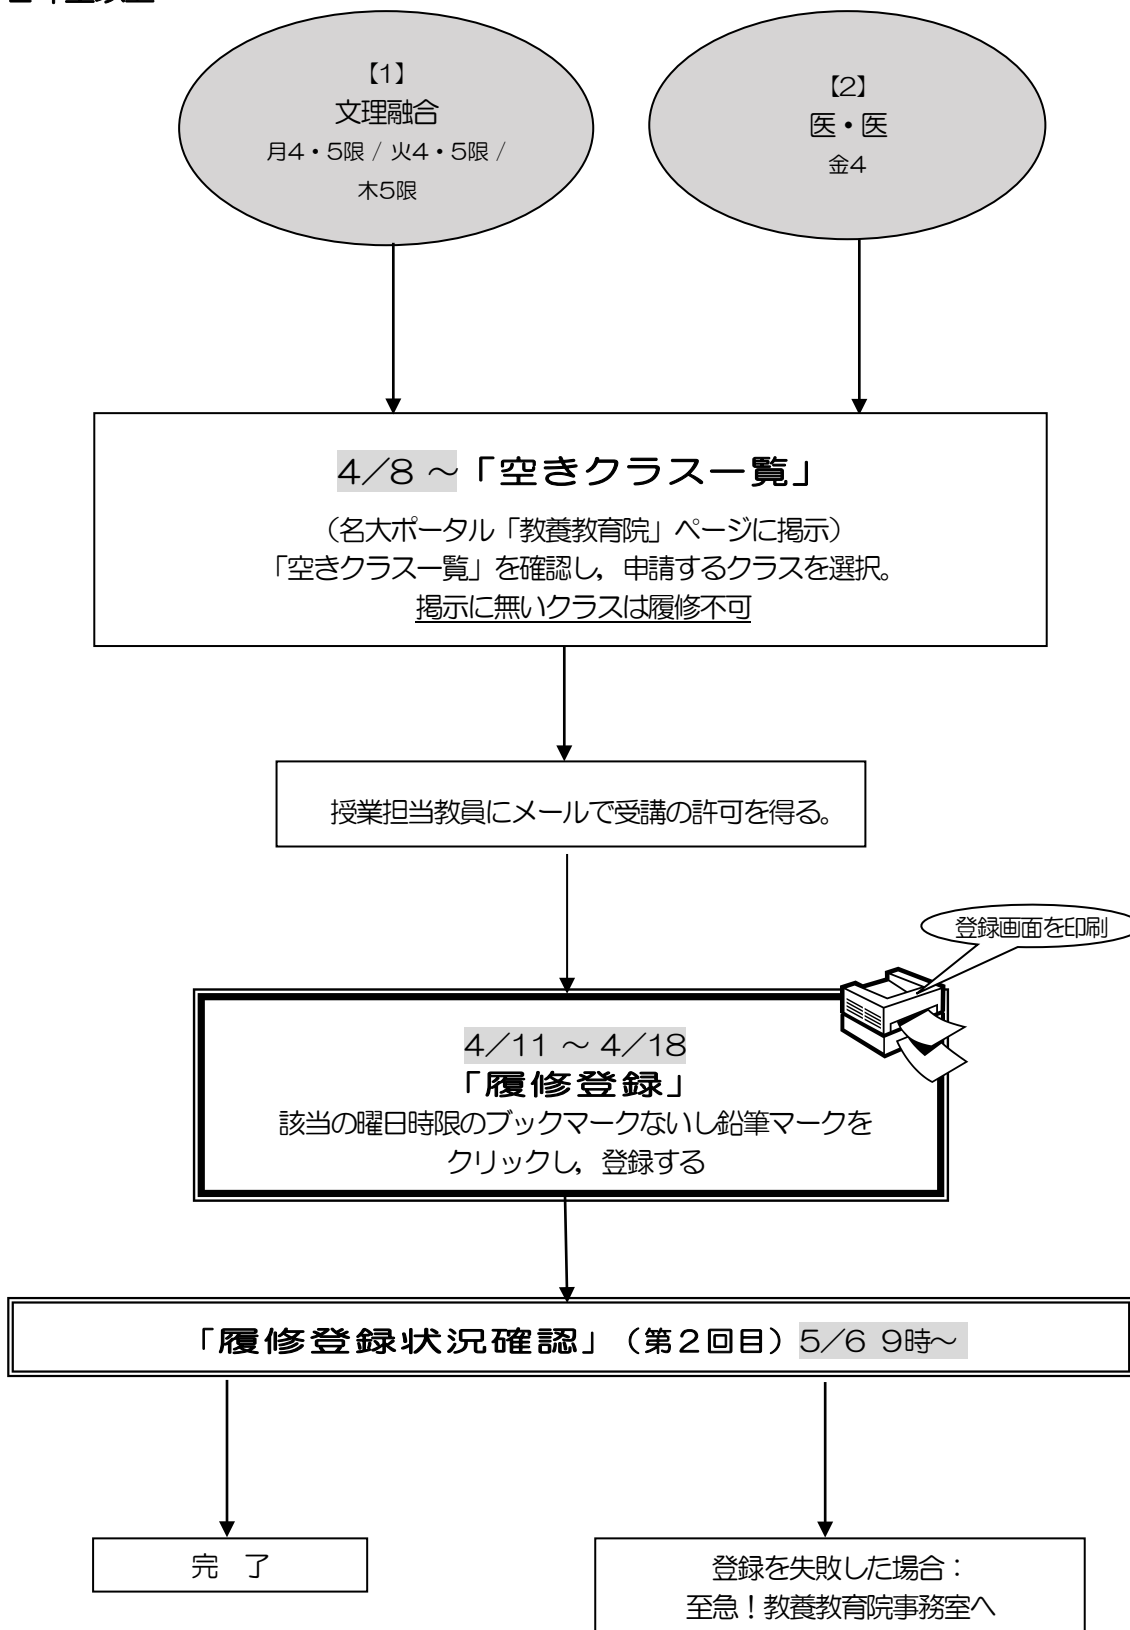 【1】
文理融合
月4・5限 / 火4・5限 /
木5限
【2】
医・医
金4
4／8 ～「空きクラス一覧」
（名大ポータル「教養教育院」ページに掲示）
「空きクラス一覧」を確認し，申請するクラスを選択。
掲示に無いクラスは履修不可
授業担当教員にメールで受講の許可を得る。
登録画面を印刷
4／11 ～ 4／18
「履修登録」
該当の曜日時限のブックマークないし鉛筆マークを
クリックし，登録する
「履修登録状況確認」（第２回目）5／6 9時～
完　了
登録を失敗した場合：
至急！教養教育院事務室へ